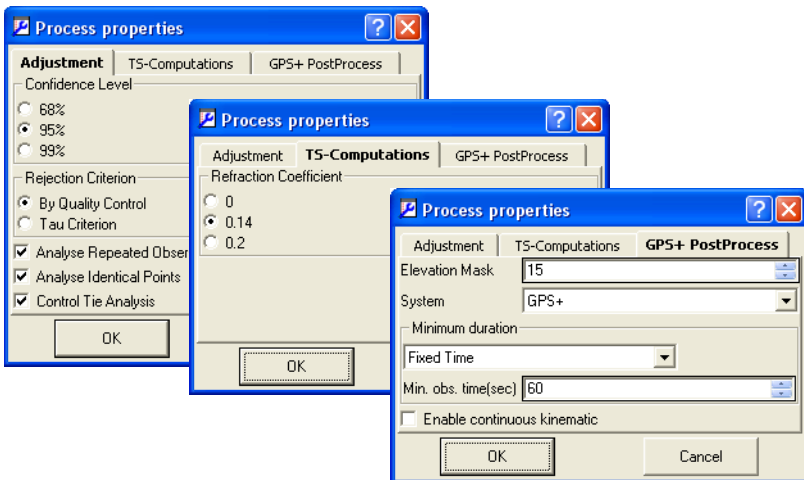 Process properties
Adjustment TS-Computations GPS+ PostProcess
Confidence Level
68%
95%
99%
Rejection Criterion
By Quality Control
Tau Criterion
Analyse Repeated Obser
Analyse Identical Points
Control Tie Analysis
OK
Process properties
Adjustment TS-Computations GPS+ PostProcess
Refraction Coefficient
0
0.14
0.2
OK
Process properties
Adjustment TS-Computations GPS+ PostProcess
Elevation Mask 15
System GPS+
Minimum duration
Fixed Time
Min. obs. time(sec) 60
Enable continuous kinematic
OK Cancel